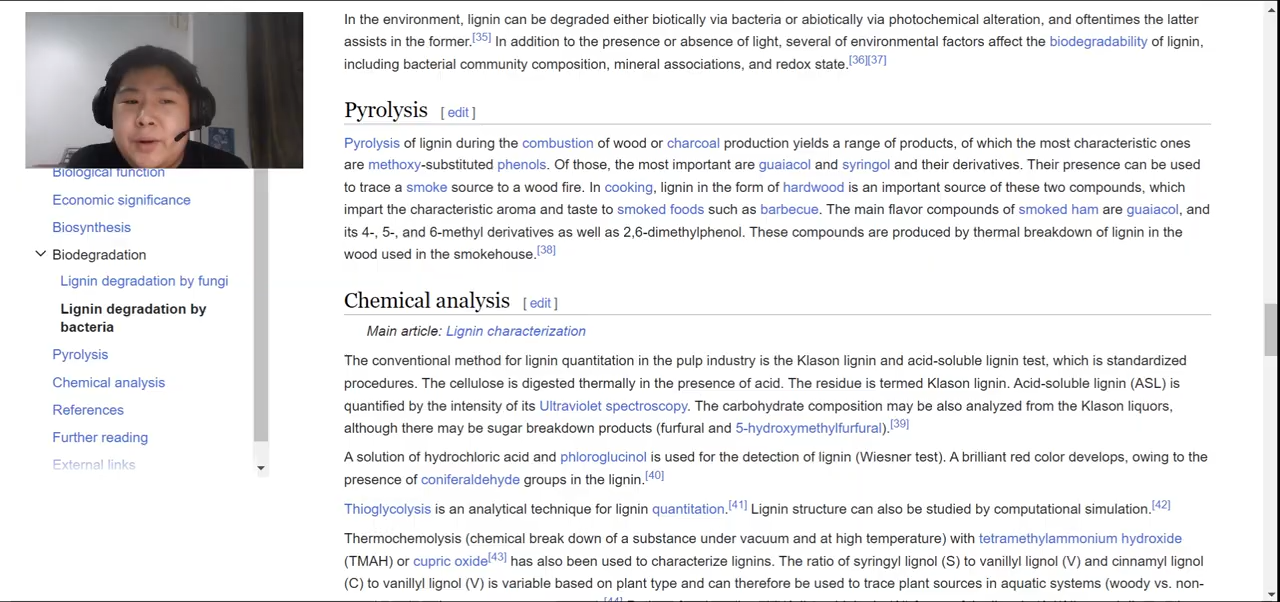 Biological function
Economic significance
Biosynthesis
Biodegradation
Lignin degradation by fungi
Lignin degradation by
bacteria
Pyrolysis
Chemical analysis
References
Further reading
External links
In the environment, lignin can be degraded either biotically via bacteria or abiotically via photochemical alteration, and oftentimes the latter
assists in the former.[35] In addition to the presence or absence of light, several of environmental factors affect the biodegradability of lignin,
including bacterial community composition, mineral associations, and redox state.[36][37]
Pyrolysis [ edit ]
Pyrolysis of lignin during the combustion of wood or charcoal production yields a range of products, of which the most characteristic ones
are methoxy-substituted phenols. Of those, the most important are guaiacol and syringol and their derivatives. Their presence can be used
to trace a smoke source to a wood fire. In cooking, lignin in the form of hardwood is an important source of these two compounds, which
impart the characteristic aroma and taste to smoked foods such as barbecue. The main flavor compounds of smoked ham are guaiacol, and
its 4-, 5-, and 6-methyl derivatives as well as 2,6-dimethylphenol. These compounds are produced by thermal breakdown of lignin in the
wood used in the smokehouse.[38]
Chemical analysis [ edit ]
Main article: Lignin characterization
The conventional method for lignin quantitation in the pulp industry is the Klason lignin and acid-soluble lignin test, which is standardized
procedures. The cellulose is digested thermally in the presence of acid. The residue is termed Klason lignin. Acid-soluble lignin (ASL) is
quantified by the intensity of its Ultraviolet spectroscopy. The carbohydrate composition may be also analyzed from the Klason liquors,
although there may be sugar breakdown products (furfural and 5-hydroxymethylfurfural).[39]
A solution of hydrochloric acid and phloroglucinol is used for the detection of lignin (Wiesner test). A brilliant red color develops, owing to the
presence of coniferaldehyde groups in the lignin.[40]
Thioglycolysis is an analytical technique for lignin quantitation.[41] Lignin structure can also be studied by computational simulation.[42]
Thermochemolysis (chemical break down of a substance under vacuum and at high temperature) with tetramethylammonium hydroxide
(TMAH) or cupric oxide[43] has also been used to characterize lignins. The ratio of syringyl lignol (S) to vanillyl lignol (V) and cinnamyl lignol
(C) to vanillyl lignol (V) is variable based on plant type and can therefore be used to trace plant sources in aquatic systems (woody vs. non-
[44]